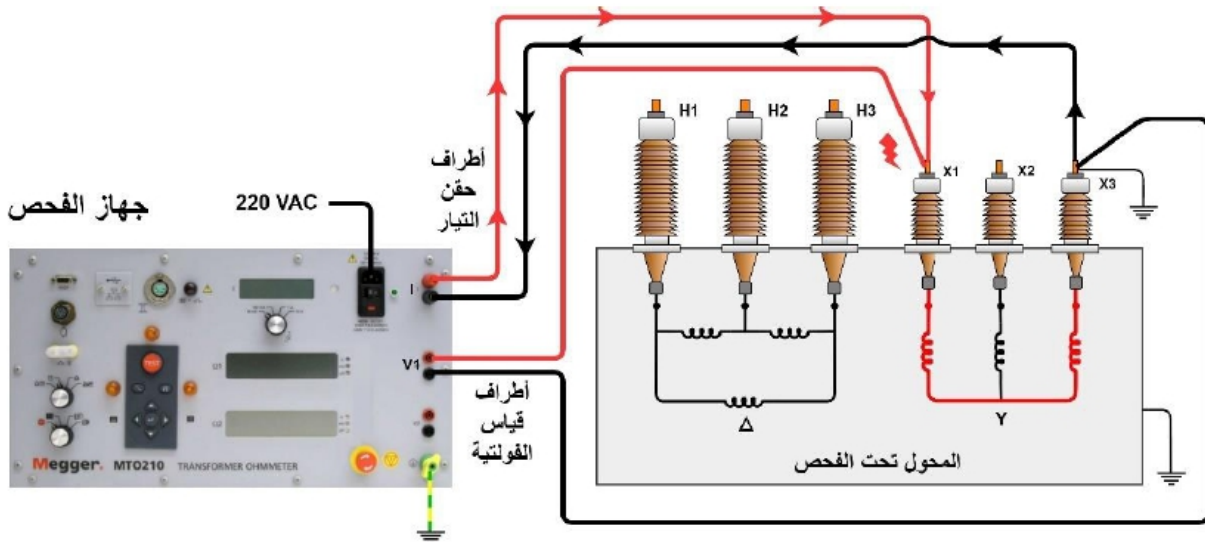 H1
H2
H3
X1
X2
X3
أطراف
حقن
التيار
220 VAC
جهاز الفحص
I
V1
أطراف
قياس
الفولتية
Δ
Y
المحول تحت الفحص
TEST
Megger. MTO210 TRANSFORMER OHMMETER